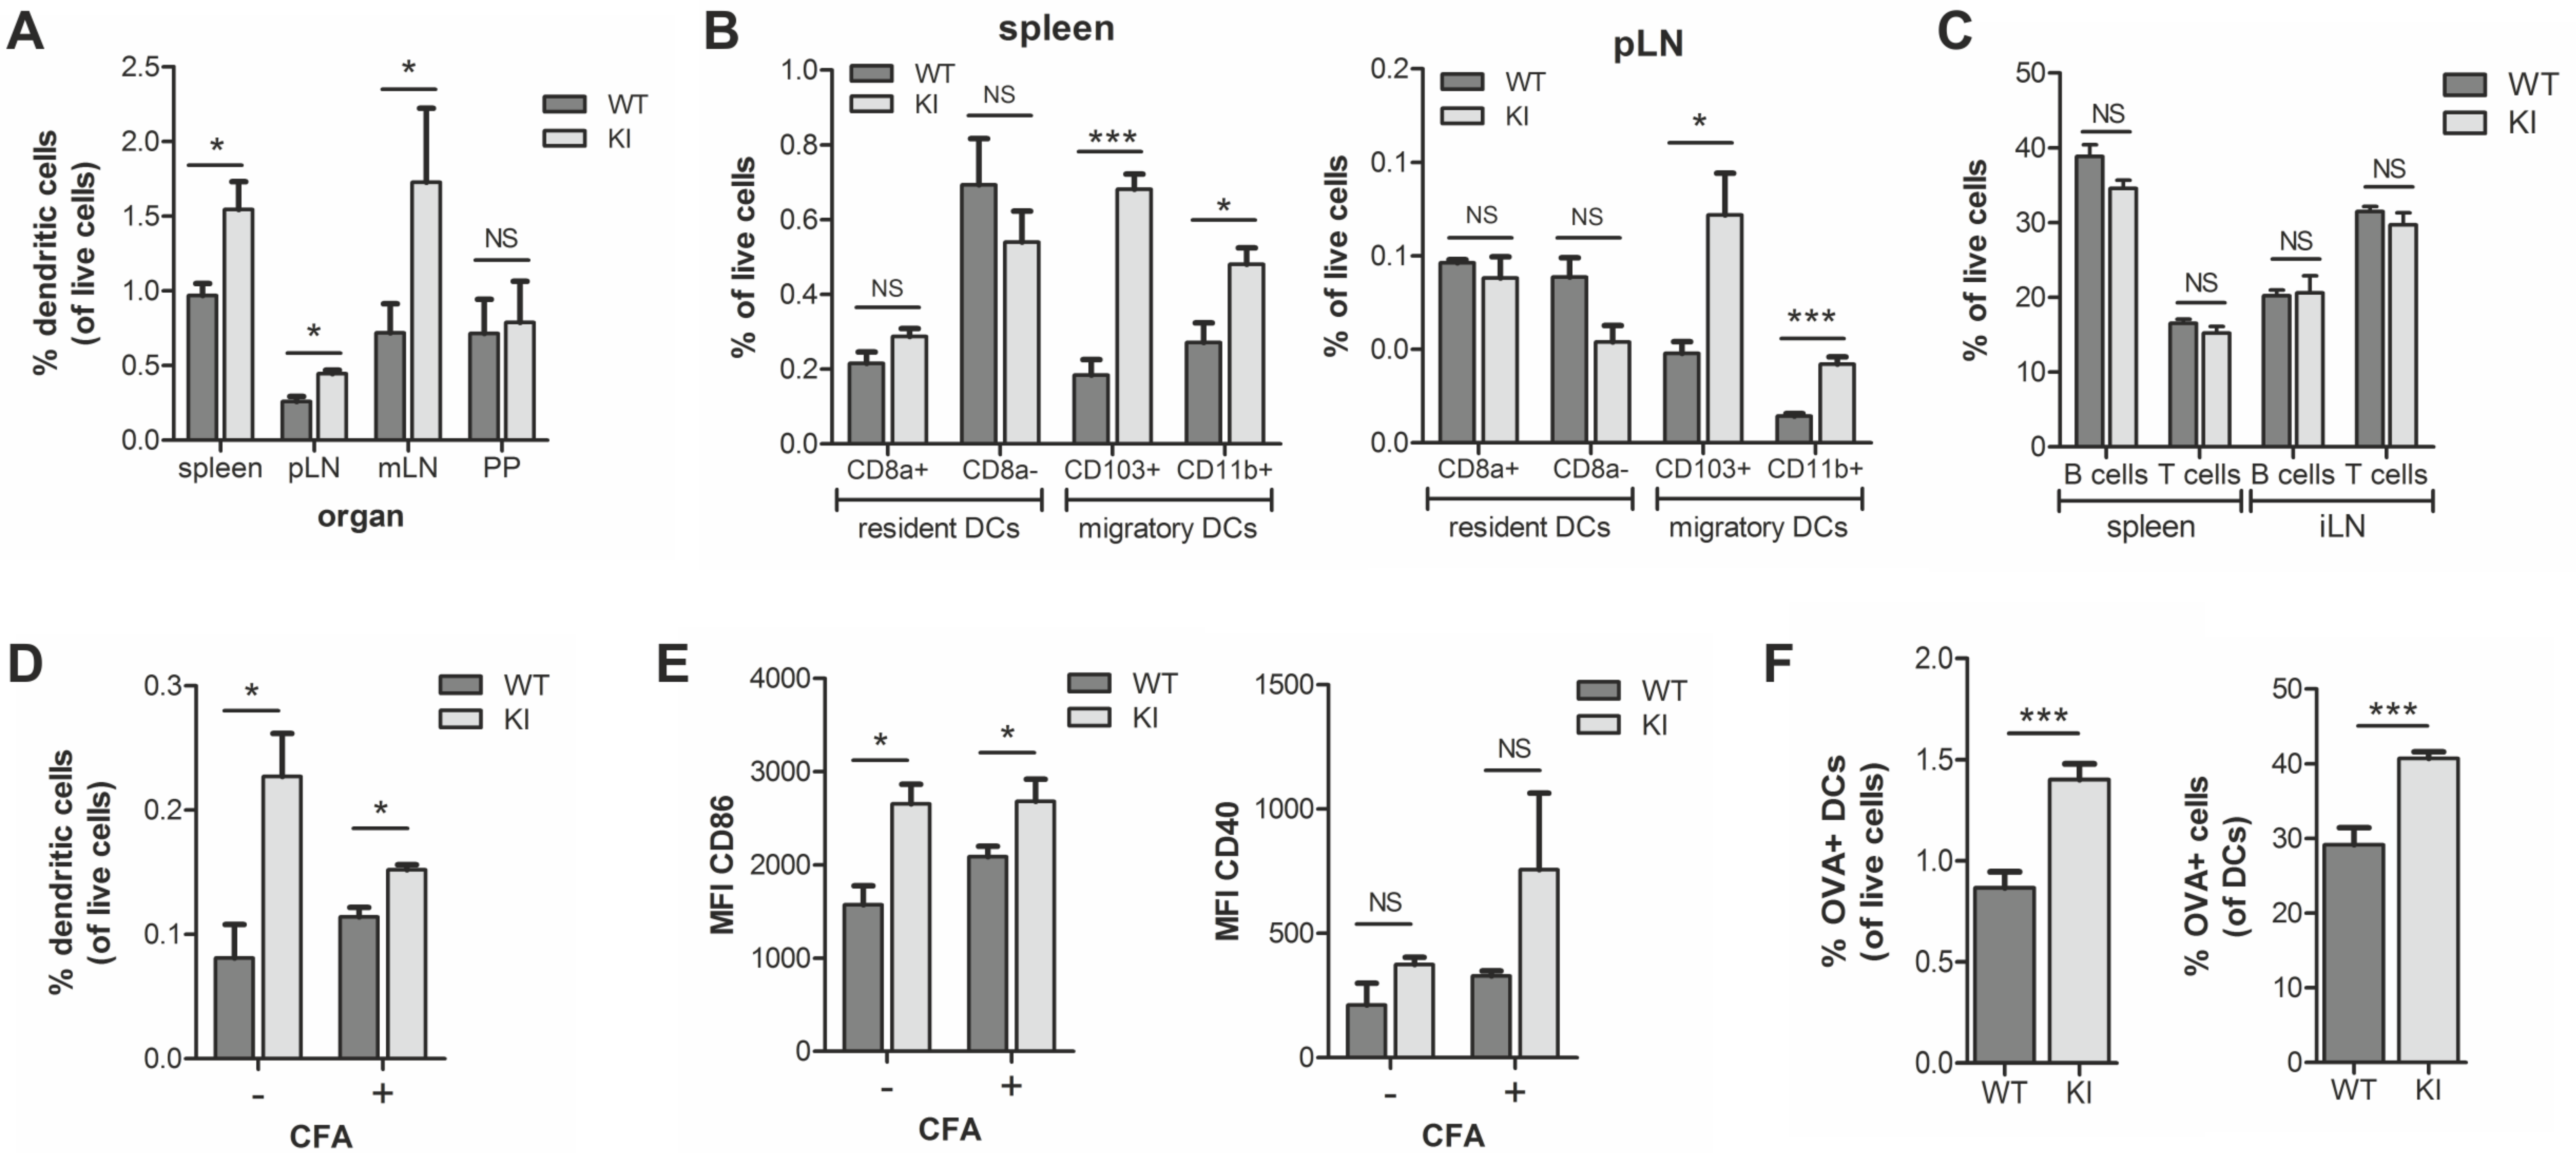 A
% dendritic cells
(of live cells)
2.5
2.0
1.5
1.0
0.5
0.0
*
*
*
NS
WT
KI
spleen pLN mLN PP
organ
B
spleen
% of live cells
1.0
0.8
0.6
0.4
0.2
0.0
WT
KI
NS
NS
***
*
CD8a+ CD8a- CD103+ CD11b+
resident DCs migratory DCs
pLN
% of live cells
0.2
0.1
0.1
0.0
0.0
WT
KI
NS
NS
*
***
CD8a+ CD8a- CD103+ CD11b+
resident DCs migratory DCs
C
% of live cells
50
40
30
20
10
0
NS
NS
NS
NS
WT
KI
B cells T cells B cells T cells
spleen iLN
D
% dendritic cells
(of live cells)
0.3
0.2
0.1
0.0
*
*
WT
KI
- +
CFA
E
MFI CD86
4000
3000
2000
1000
0
*
*
WT
KI
- +
CFA
MFI CD40
1500
1000
500
0
NS
NS
WT
KI
- +
CFA
F
% OVA+ DCs
(of live cells)
2.0
1.5
1.0
0.5
0.0
***
WT KI
% OVA+ cells
(of DCs)
50
40
30
20
10
0
***
WT KI